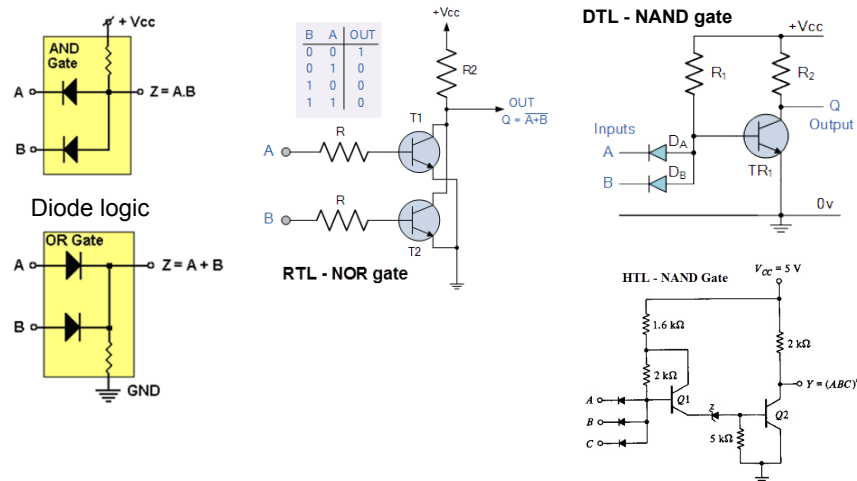 + Vcc
AND
Gate
A
Z = A.B
B
Diode logic
OR Gate
A
Z = A + B
B
GND
+Vcc
B A OUT
0 0 1
0 1 0
1 0 0
1 1 0
R2
OUT
Q = A+B
T1
R
A
R
B
T2
RTL - NOR gate
DTL - NAND gate
+Vcc
R1
R2
Q
Output
Inputs
A
DA
B
DB
TR1
0v
VCC = 5 V
HTL - NAND Gate
1.6 kΩ
2 kΩ
2 kΩ
Y = (ABC)'
A
Q1
Z
B
Q2
C
5 kΩ